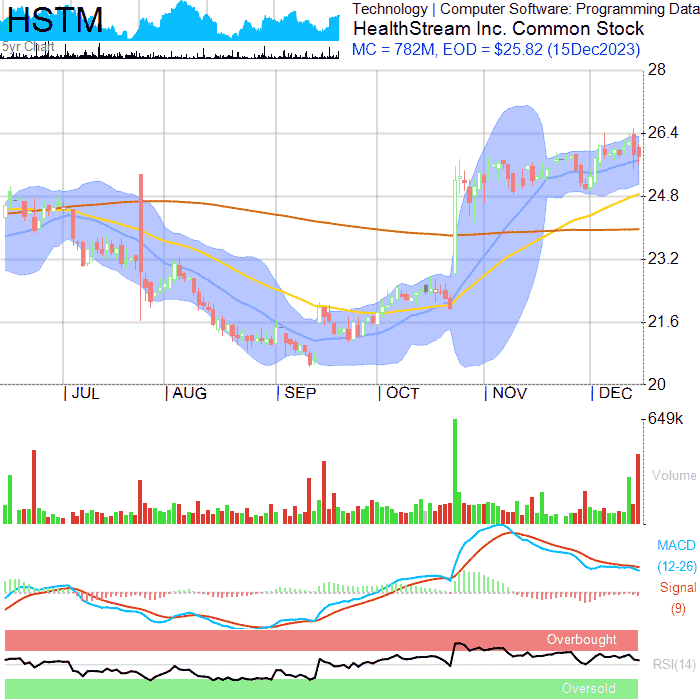 HSTM
5yr Chart
Technology | Computer Software: Programming Data
HealthStream Inc. Common Stock
MC = 782M, EOD = $25.82 (15Dec2023)
28
26.4
24.8
23.2
21.6
20
JUL
AUG
SEP
OCT
NOV
DEC
649k
Volume
MACD
(12-26)
Signal
(9)
Overbought
RSI(14)
Oversold